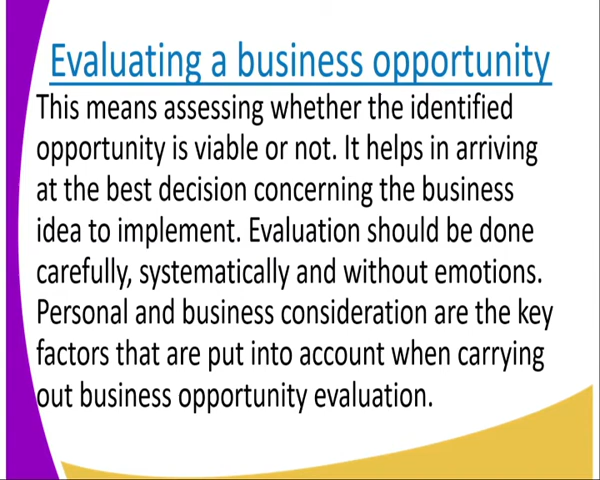 Evaluating a business opportunity
This means assessing whether the identified
opportunity is viable or not. It helps in arriving
at the best decision concerning the business
idea to implement. Evaluation should be done
carefully, systematically and without emotions.
Personal and business consideration are the key
factors that are put into account when carrying
out business opportunity evaluation.